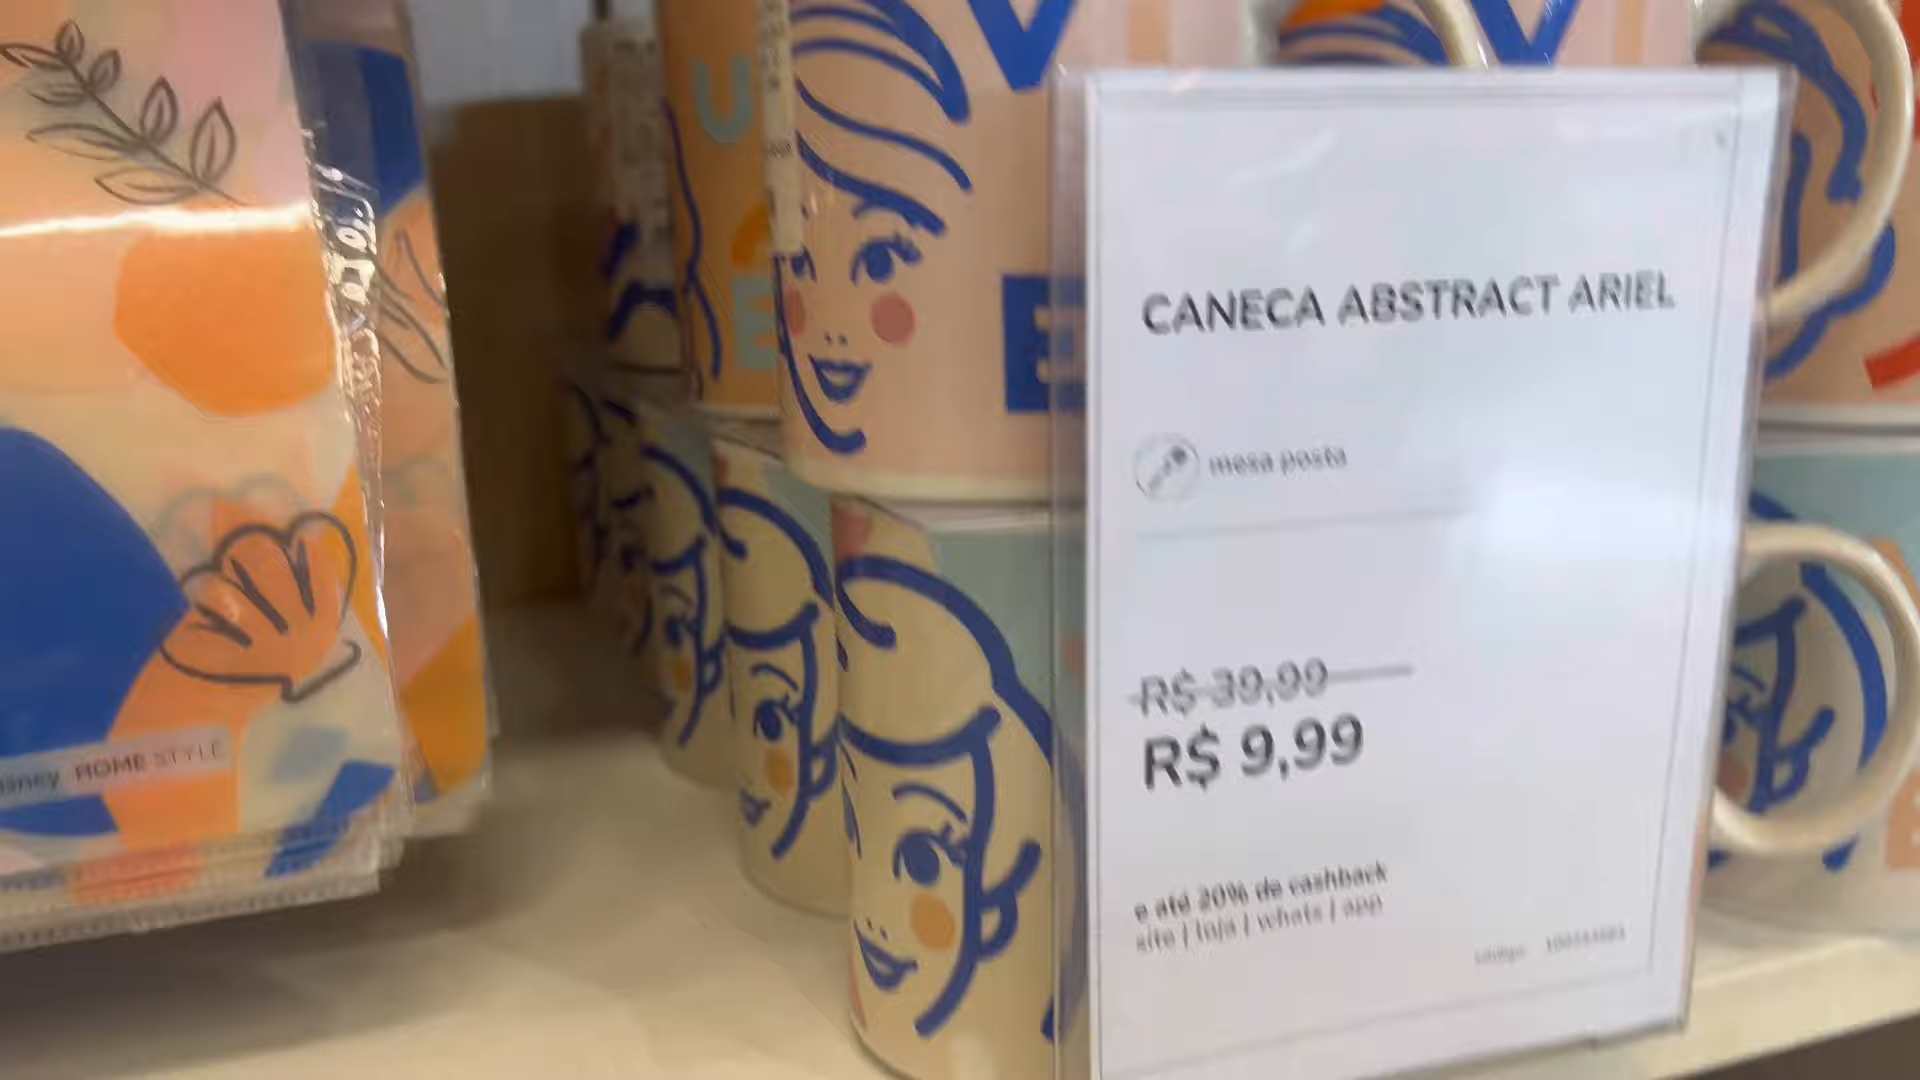 CANECA ABSTRACT ARIEL
mesa posta
R$ 39,99
R$ 9,99
e até 20% de cashback
site | loja | whats | app
HOME STYLE
U
E
V
E